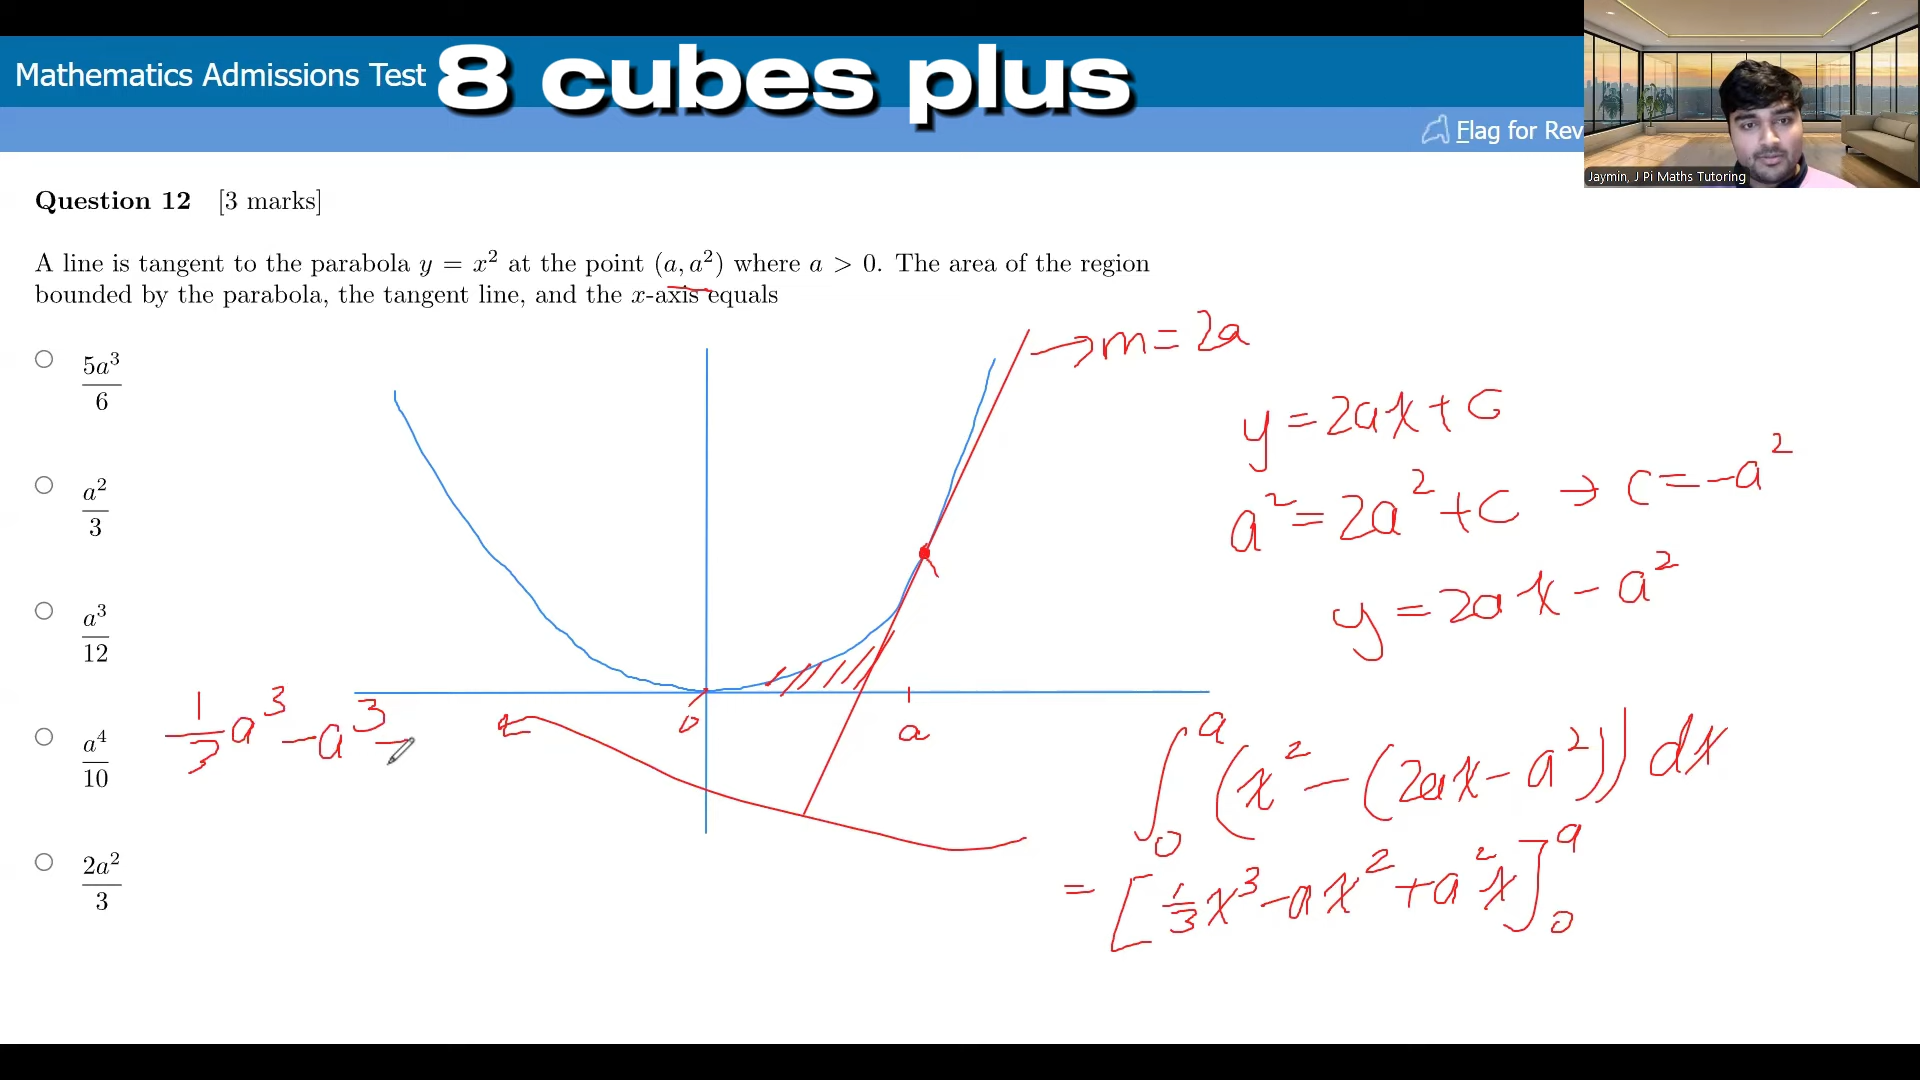 Mathematics Admissions Test
8 cubes plus
Flag for Rev
Jaymin, J Pi Maths Tutoring
Question 12 [3 marks]
A line is tangent to the parabola y = x² at the point (a, a²) where a > 0. The area of the region
bounded by the parabola, the tangent line, and the x-axis equals
5a³/6
a²/3
a³/12
a⁴/10
2a²/3
→ m = 2a
y = 2ax + c
a² = 2a² + c → c = -a²
y = 2ax - a²
0
a
1/3 a³ - a³ -
∫₀ᵃ (x² - (2ax - a²)) dx
= [1/3 x³ - ax² + a²x]₀ᵃ